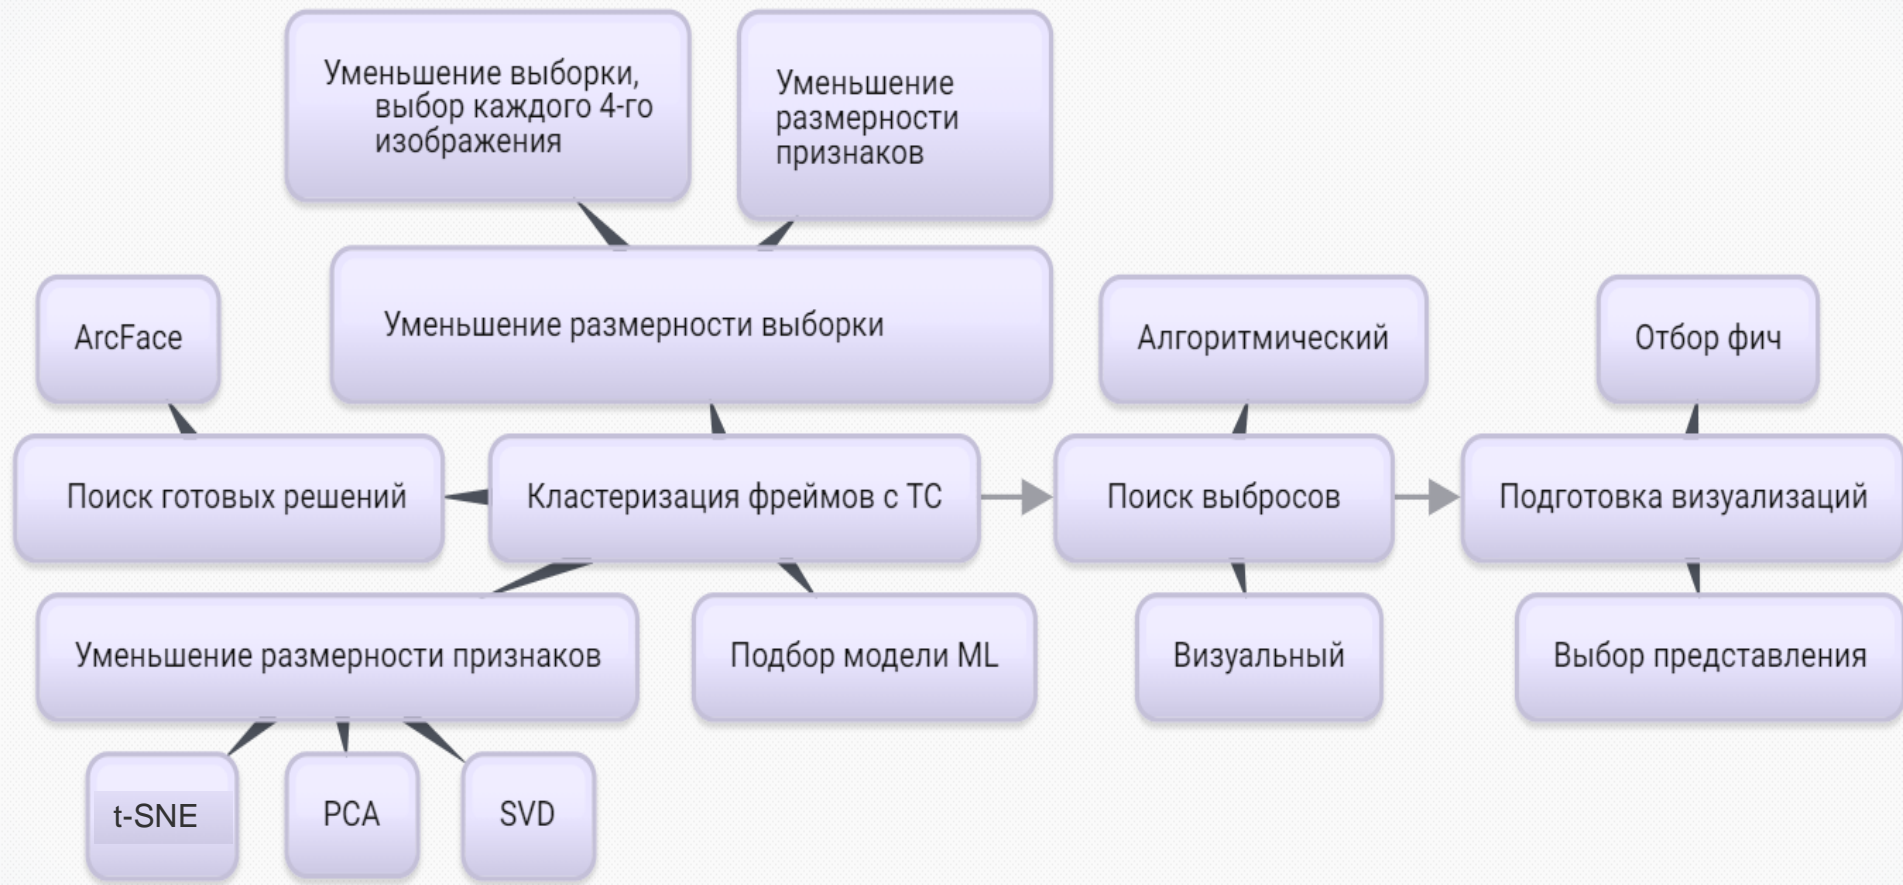 Уменьшение выборки,
выбор каждого 4-го
изображения
Уменьшение
размерности
признаков
ArcFace
Уменьшение размерности выборки
Алгоритмический
Отбор фич
Поиск готовых решений
Кластеризация фреймов с ТС
Поиск выбросов
Подготовка визуализаций
Уменьшение размерности признаков
Подбор модели ML
Визуальный
Выбор представления
t-SNE
PCA
SVD